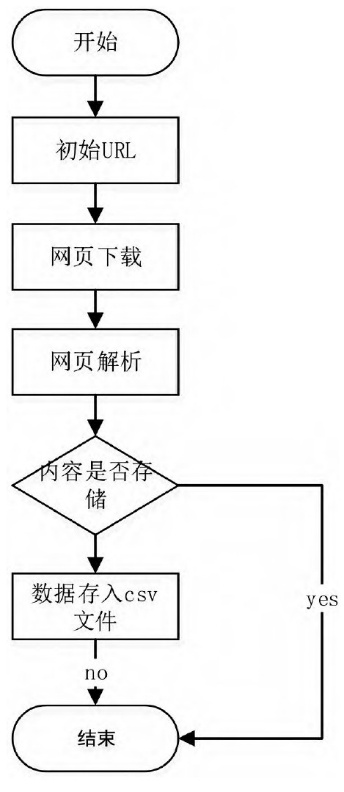 开始
初始URL
网页下载
网页解析
内容是否存
储
数据存入csv
文件
yes
no
结束